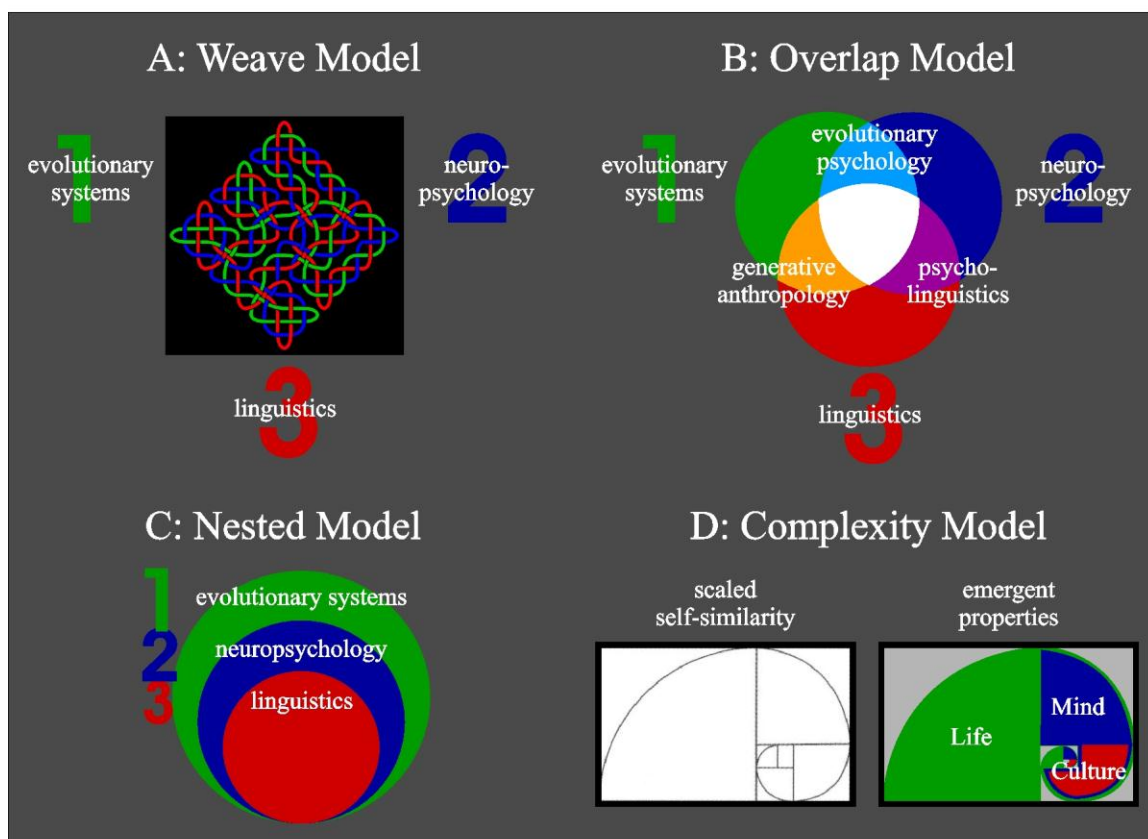 A: Weave Model
1
evolutionary
systems
2
neuro-
psychology
3
linguistics
B: Overlap Model
1
evolutionary
systems
evolutionary
psychology
2
neuro-
psychology
generative
anthropology
psycho-
linguistics
3
linguistics
C: Nested Model
1
evolutionary systems
2
neuropsychology
3
linguistics
D: Complexity Model
scaled
self-similarity
emergent
properties
Life
Mind
Culture